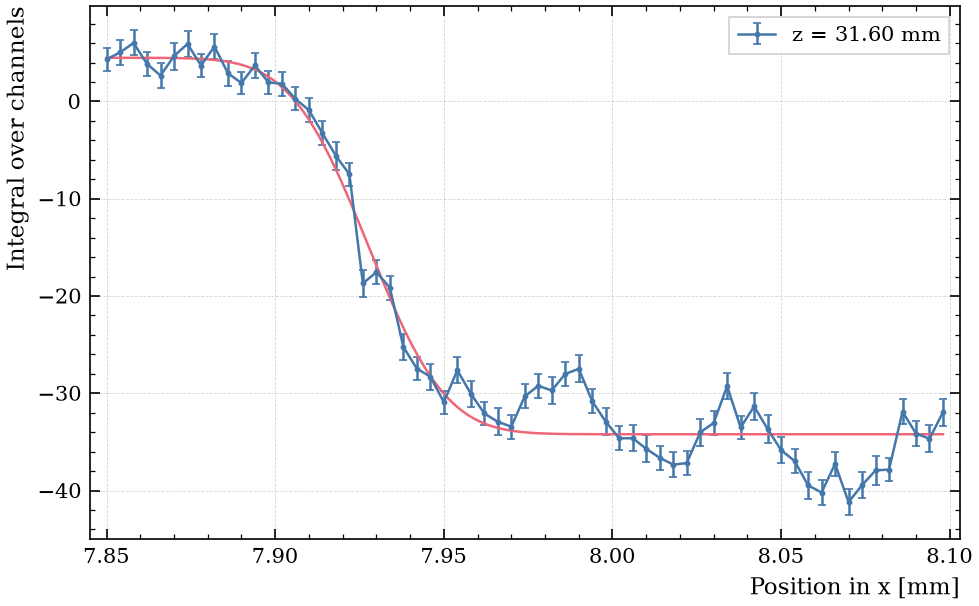 Integral over channels
0
−10
−20
−30
−40
z = 31.60 mm
7.85 7.90 7.95 8.00 8.05 8.10
Position in x [mm]